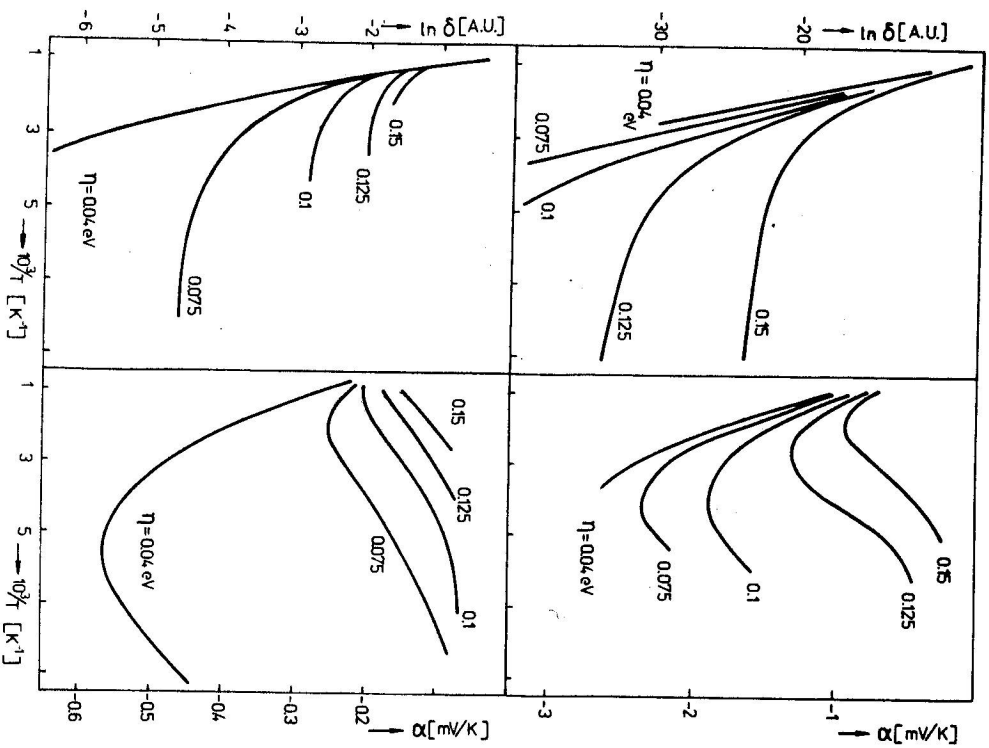 → ln δ [A.U.]
-20
-30
0.15
0.125
0.1
0.075
η = 0.04
eV
→ α [mV/K]
-1
-2
-3
0.15
0.125
0.1
0.075
η = 0.04 eV
→ ln δ [A.U.]
-2
-3
-4
-5
-6
0.15
0.125
0.1
0.075
η = 0.04 eV
1 3 5 → 10³/T [K⁻¹]
→ α [mV/K]
-0.2
-0.3
-0.4
-0.5
-0.6
0.15
0.125
0.1
0.075
η = 0.04 eV
1 3 5 → 10³/T [K⁻¹]